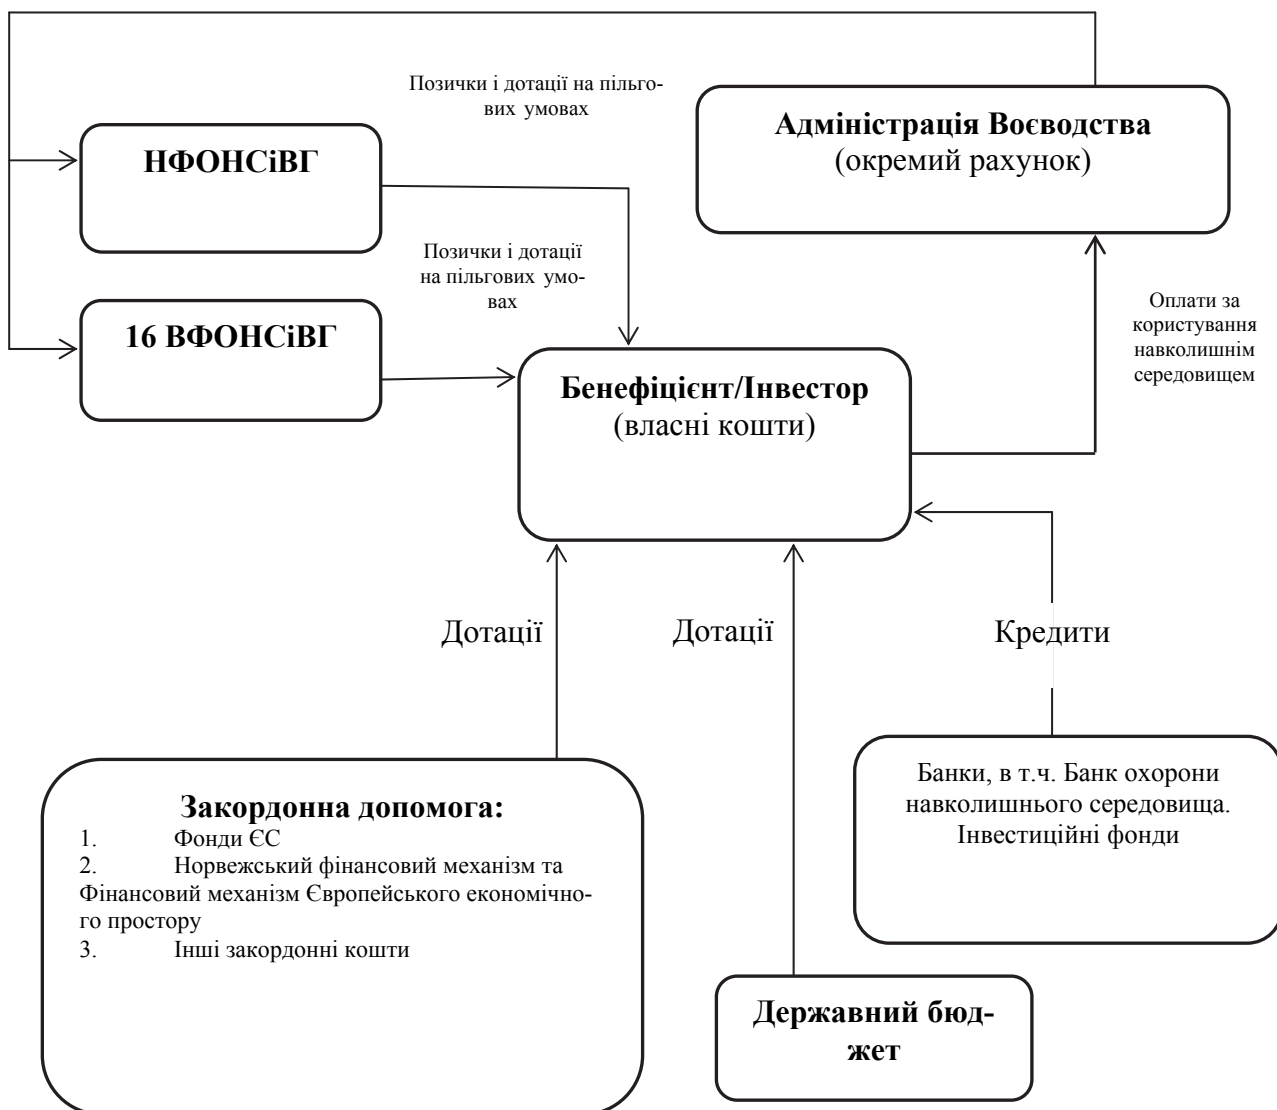 Позички і дотації на пільго-
вих умовах
Адміністрація Воєводства
(окремий рахунок)
НФОНСіВГ
Позички і дотації
на пільгових умо-
вах
16 ВФОНСіВГ
Оплати за
користування
навколишнім
середовищем
Бенефіцієнт/Інвестор
(власні кошти)
Дотації
Дотації
Кредити
Закордонна допомога:
1. Фонди ЄС
2. Норвежський фінансовий механізм та
Фінансовий механізм Європейського економічно-
го простору
3. Інші закордонні кошти
Банки, в т.ч. Банк охорони
навколишнього середовища.
Інвестиційні фонди
Державний бюд-
жет